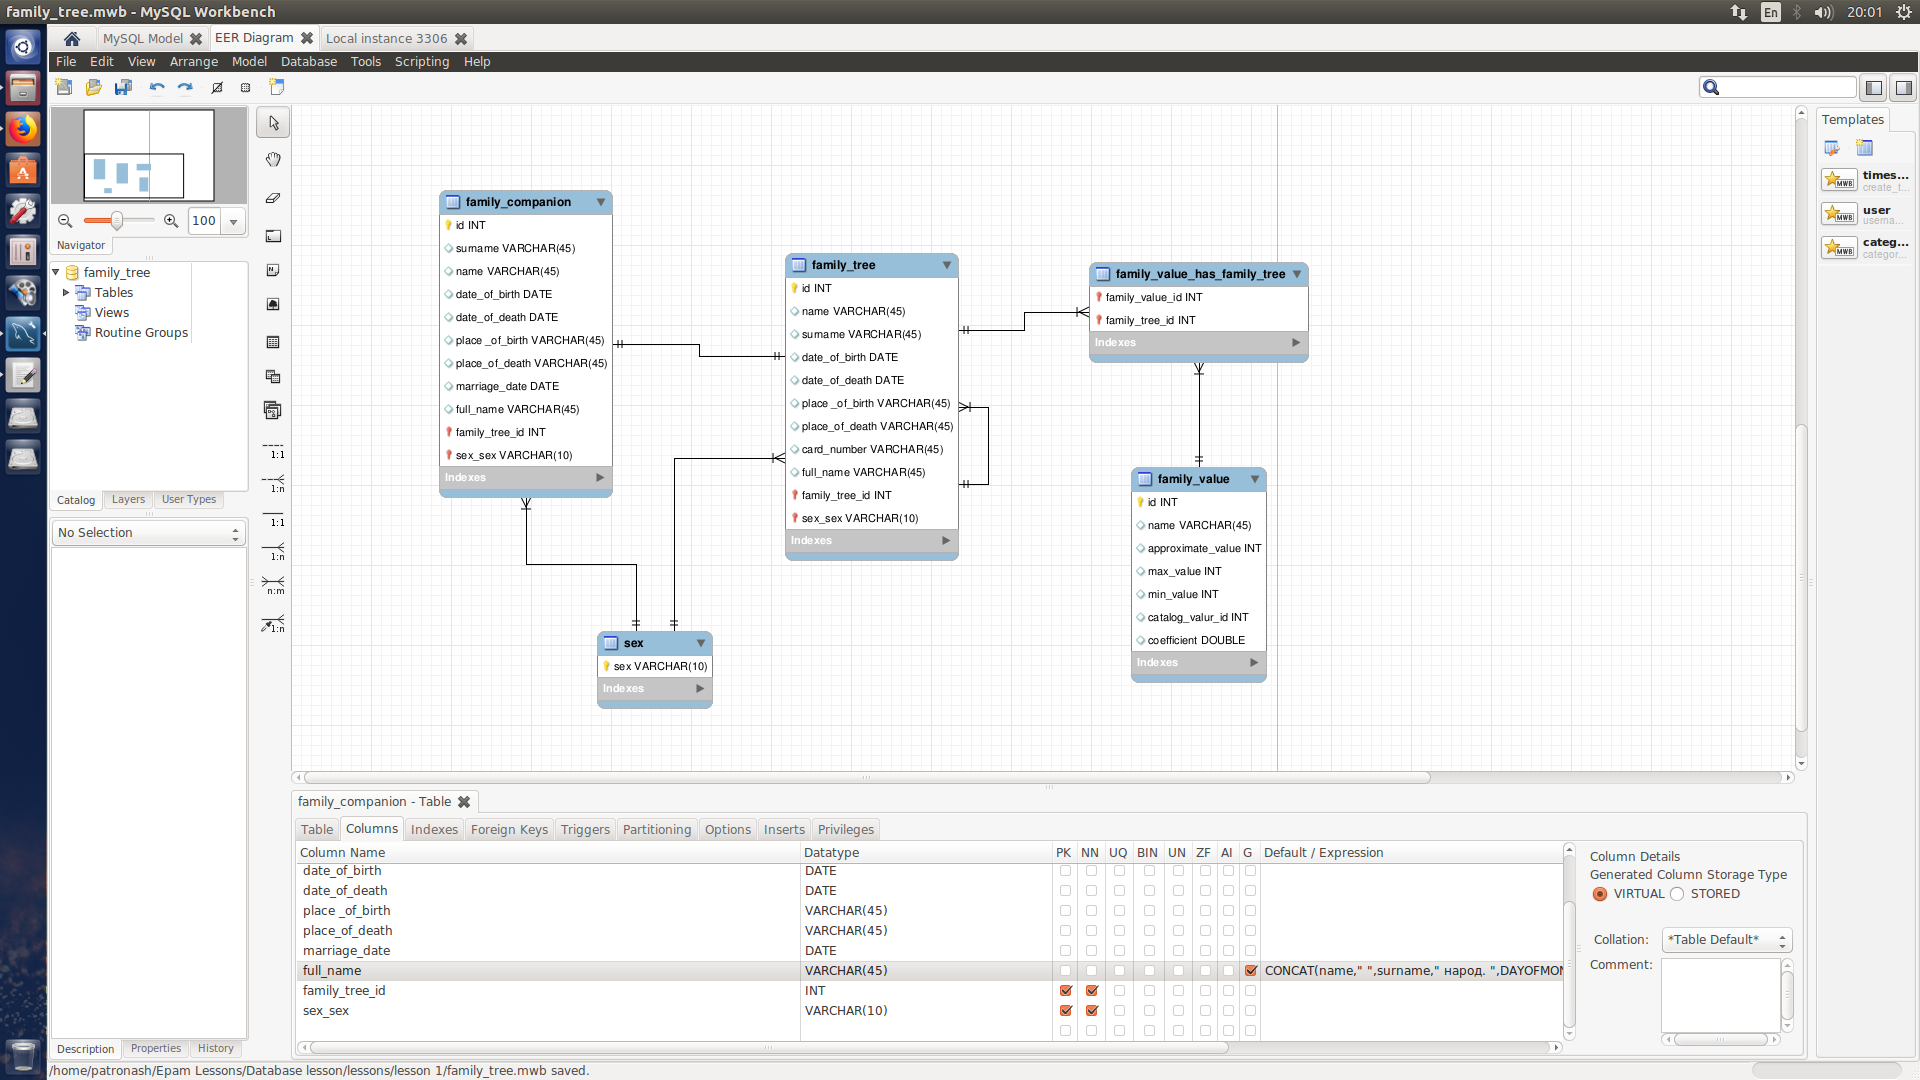 family_tree.mwb - MySQL Workbench
En
20:01
MySQL Model
EER Diagram
Local instance 3306
File Edit View Arrange Model Database Tools Scripting Help
100
Navigator
family_tree
Tables
Views
Routine Groups
Catalog Layers User Types
No Selection
Description Properties History
1:1
1:n
1:1
1:n
n:m
1:n
family_companion
id INT
surname VARCHAR(45)
name VARCHAR(45)
date_of_birth DATE
date_of_death DATE
place _of_birth VARCHAR(45)
place_of_death VARCHAR(45)
marriage_date DATE
full_name VARCHAR(45)
family_tree_id INT
sex_sex VARCHAR(10)
Indexes
family_tree
id INT
name VARCHAR(45)
surname VARCHAR(45)
date_of_birth DATE
date_of_death DATE
place _of_birth VARCHAR(45)
place_of_death VARCHAR(45)
card_number VARCHAR(45)
full_name VARCHAR(45)
family_tree_id INT
sex_sex VARCHAR(10)
Indexes
family_value_has_family_tree
family_value_id INT
family_tree_id INT
Indexes
family_value
id INT
name VARCHAR(45)
approximate_value INT
max_value INT
min_value INT
catalog_valur_id INT
coefficient DOUBLE
Indexes
sex
sex VARCHAR(10)
Indexes
Templates
times...
create_t...
user
userna...
categ...
categor...
family_companion - Table
Table Columns Indexes Foreign Keys Triggers Partitioning Options Inserts Privileges
Column Name Datatype PK NN UQ BIN UN ZF AI G Default / Expression
date_of_birth DATE
date_of_death DATE
place _of_birth VARCHAR(45)
place_of_death VARCHAR(45)
marriage_date DATE
full_name VARCHAR(45) CONCAT(name," ",surname," народ. ",DAYOFMON
family_tree_id INT
sex_sex VARCHAR(10)
Column Details
Generated Column Storage Type
VIRTUAL STORED
Collation: *Table Default*
Comment:
/home/patronash/Epam Lessons/Database lesson/lessons/lesson 1/family_tree.mwb saved.